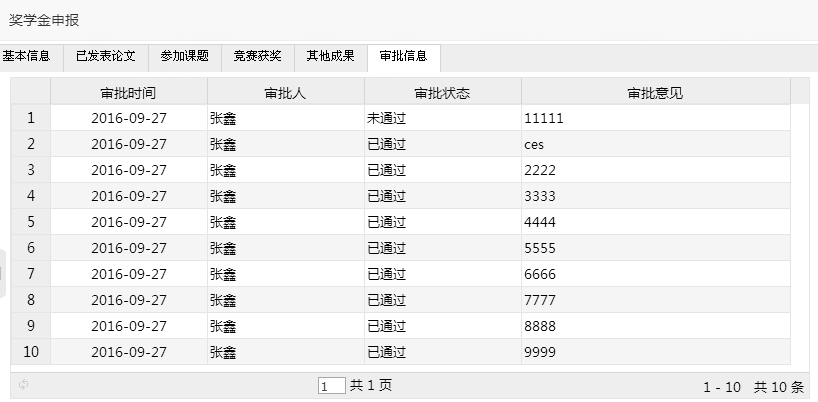 奖学金申报
基本信息 已发表论文 参加课题 竞赛获奖 其他成果 审批信息
审批时间 审批人 审批状态 审批意见
1 2016-09-27 张鑫 未通过 11111
2 2016-09-27 张鑫 已通过 ces
3 2016-09-27 张鑫 已通过 2222
4 2016-09-27 张鑫 已通过 3333
5 2016-09-27 张鑫 已通过 4444
6 2016-09-27 张鑫 已通过 5555
7 2016-09-27 张鑫 已通过 6666
8 2016-09-27 张鑫 已通过 7777
9 2016-09-27 张鑫 已通过 8888
10 2016-09-27 张鑫 已通过 9999
1 共 1 页 1 - 10 共 10 条